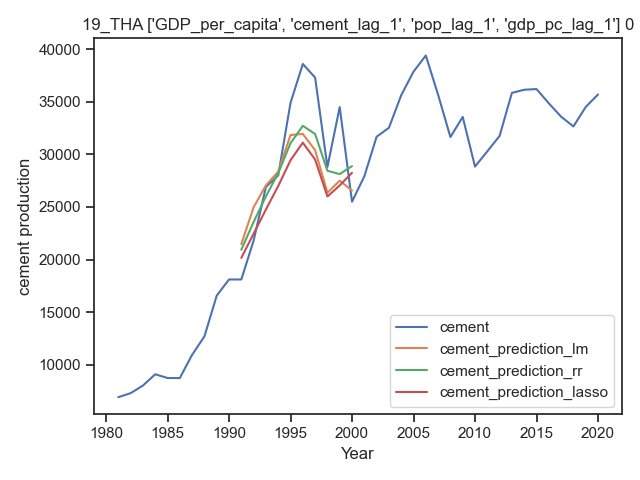 19_THA ['GDP_per_capita', 'cement_lag_1', 'pop_lag_1', 'gdp_pc_lag_1'] 0
40000
35000
30000
25000
20000
15000
10000
cement production
cement
cement_prediction_lm
cement_prediction_rr
cement_prediction_lasso
1980 1985 1990 1995 2000 2005 2010 2015 2020
Year